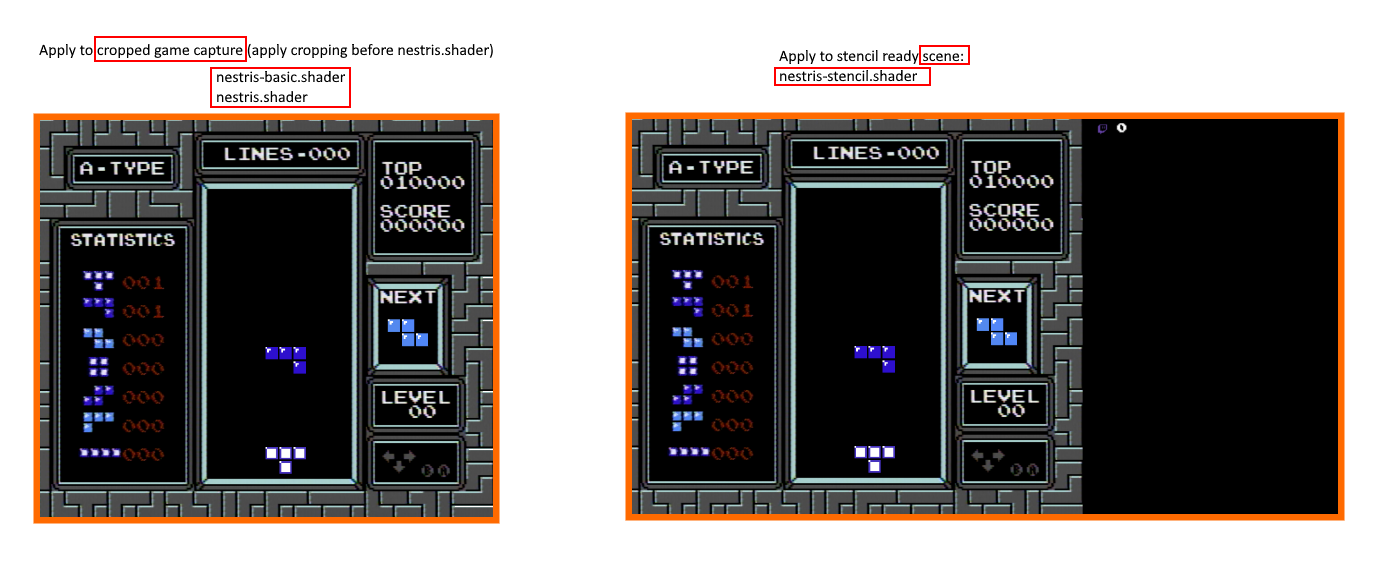 Apply to cropped game capture (apply cropping before nestris.shader)
nestris-basic.shader
nestris.shader
A-TYPE
LINES-000
TOP
010000
SCORE
000000
STATISTICS
001
001
000
000
000
000
000
NEXT
LEVEL
00
B A
Apply to stencil ready scene:
nestris-stencil.shader
A-TYPE
LINES-000
TOP
010000
SCORE
000000
STATISTICS
001
001
000
000
000
000
000
NEXT
LEVEL
00
B A
0